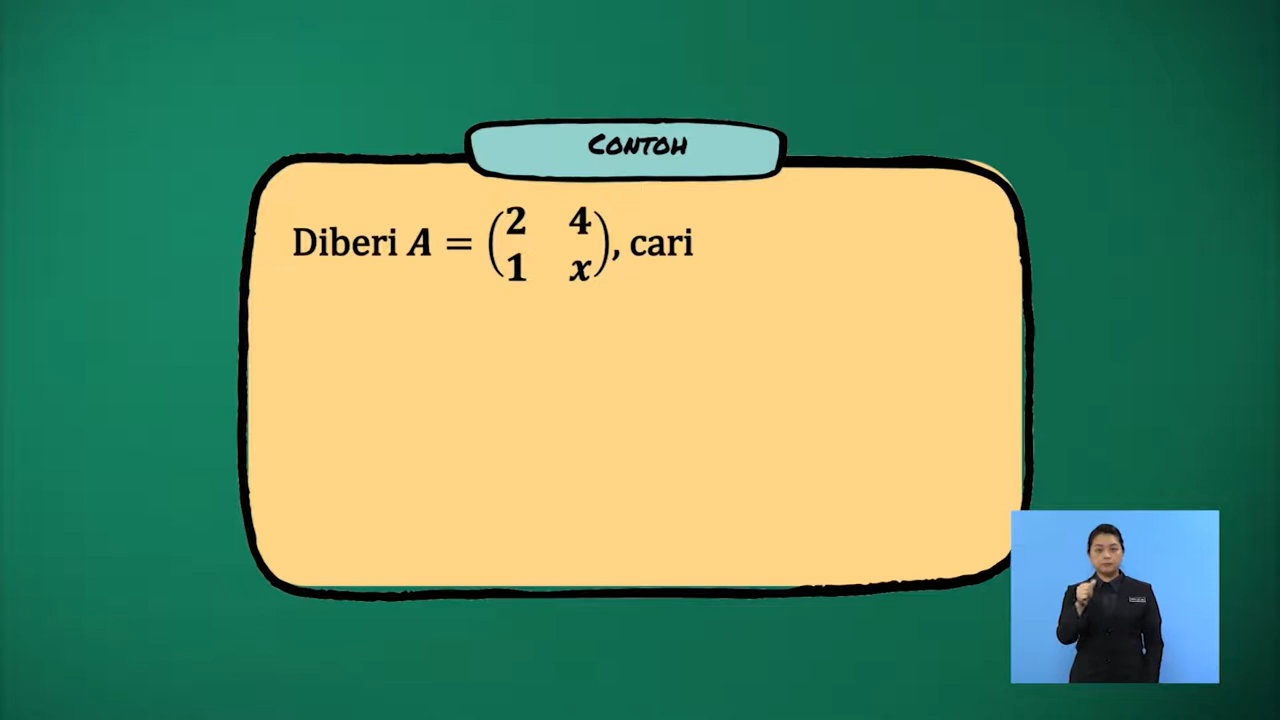 CONTOH
Diberi A = (2 4
1 x), cari